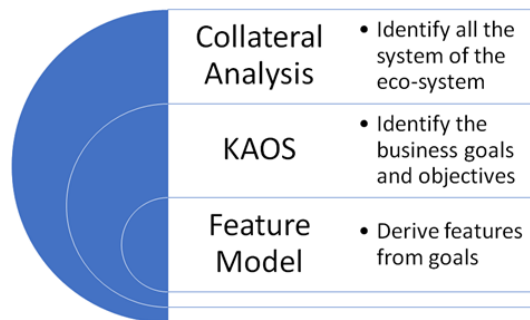 Collateral
Analysis
• Identify all the
system of the
eco-system
KAOS
• Identify the
business goals
and objectives
Feature
Model
• Derive features
from goals